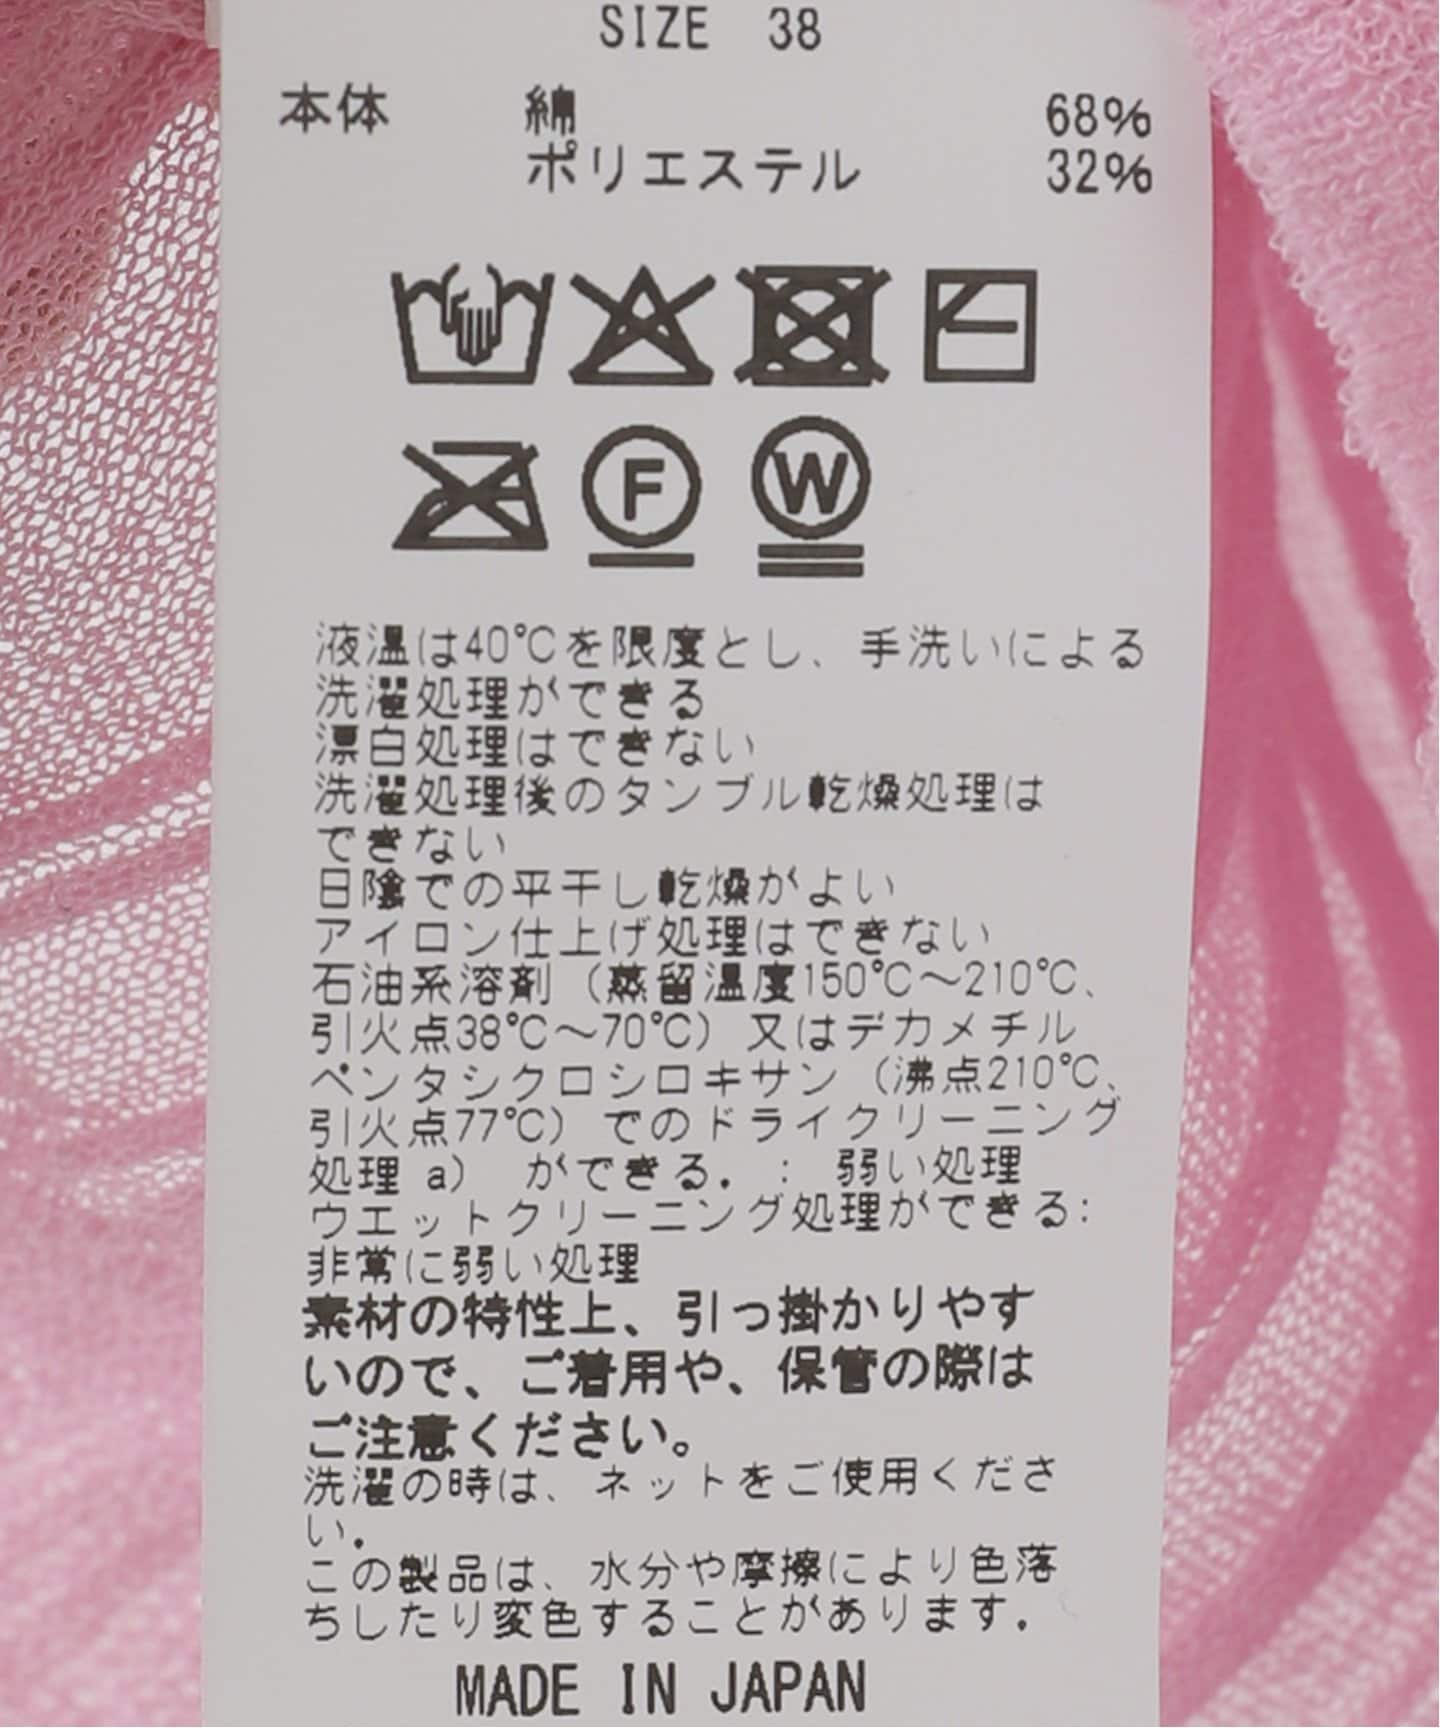 SIZE 38
本体 綿 68%
ポリエステル 32%
F W
液温は40℃を限度とし、手洗いによる
洗濯処理ができる
漂白処理はできない
洗濯処理後のタンブル乾燥処理は
できない
日陰での平干し乾燥がよい
アイロン仕上げ処理はできない
石油系溶剤（蒸留温度150℃～210℃、
引火点38℃～70℃）又はデカメチル
ペンタシクロシロキサン（沸点210℃、
引火点77℃）でのドライクリーニング
処理 a） ができる．： 弱い処理
ウエットクリーニング処理ができる：
非常に弱い処理
素材の特性上、引っ掛かりやす
いので、ご着用や、保管の際は
ご注意ください。
洗濯の時は、ネットをご使用くださ
い．
この製品は、水分や摩擦により色落
ちしたり変色することがあります．
MADE IN JAPAN